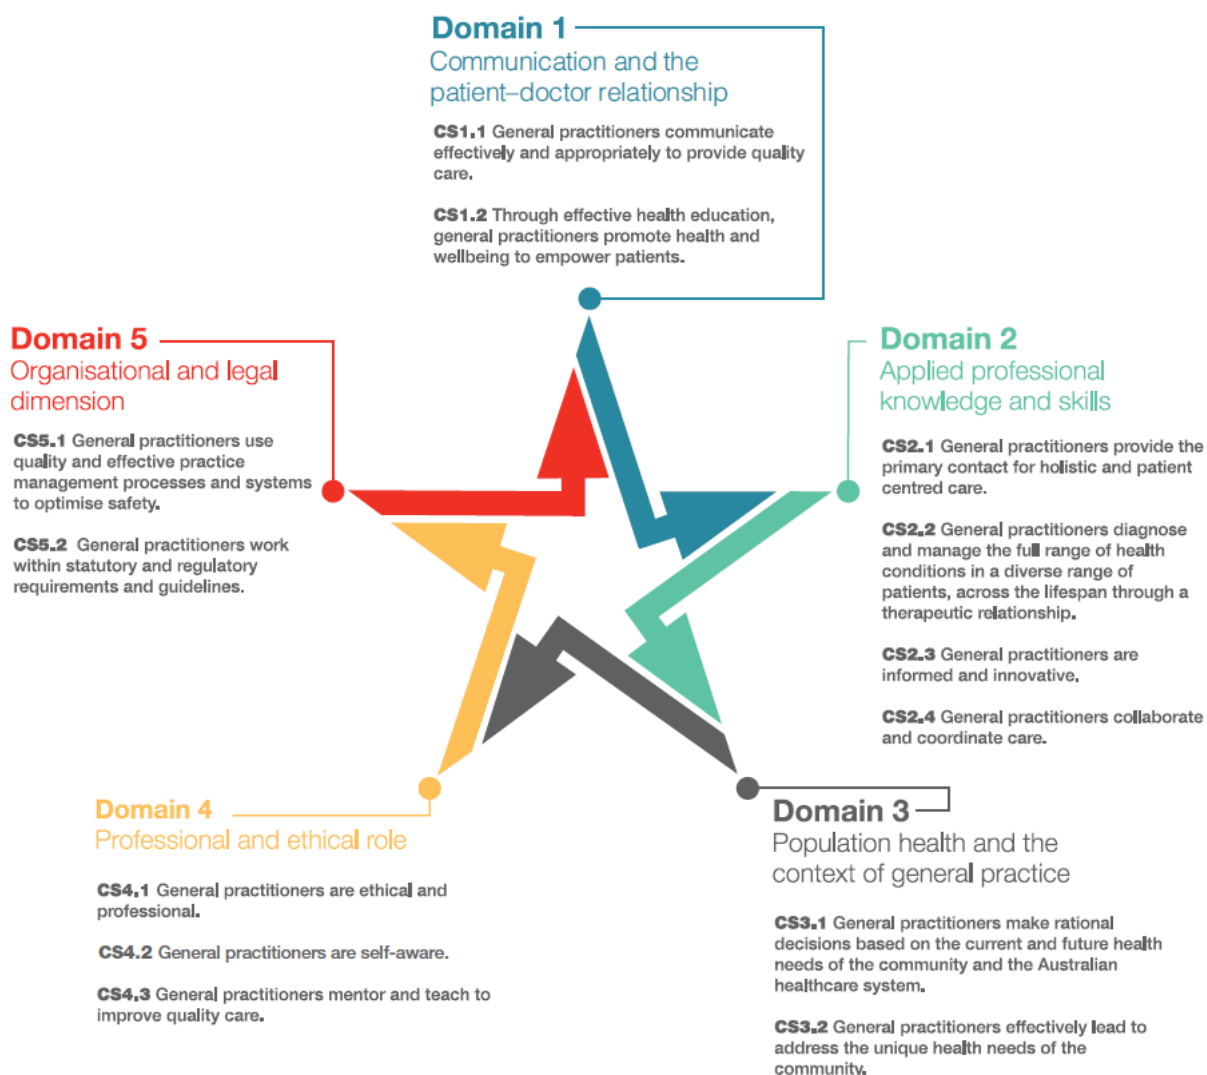 Domain 1
Communication and the
patient–doctor relationship
CS1.1 General practitioners communicate
effectively and appropriately to provide quality
care.
CS1.2 Through effective health education,
general practitioners promote health and
wellbeing to empower patients.
Domain 2
Applied professional
knowledge and skills
CS2.1 General practitioners provide the
primary contact for holistic and patient
centred care.
CS2.2 General practitioners diagnose
and manage the full range of health
conditions in a diverse range of
patients, across the lifespan through a
therapeutic relationship.
CS2.3 General practitioners are
informed and innovative.
CS2.4 General practitioners collaborate
and coordinate care.
Domain 3
Population health and the
context of general practice
CS3.1 General practitioners make rational
decisions based on the current and future health
needs of the community and the Australian
healthcare system.
CS3.2 General practitioners effectively lead to
address the unique health needs of the
community.
Domain 4
Professional and ethical role
CS4.1 General practitioners are ethical and
professional.
CS4.2 General practitioners are self-aware.
CS4.3 General practitioners mentor and teach to
improve quality care.
Domain 5
Organisational and legal
dimension
CS5.1 General practitioners use
quality and effective practice
management processes and systems
to optimise safety.
CS5.2 General practitioners work
within statutory and regulatory
requirements and guidelines.